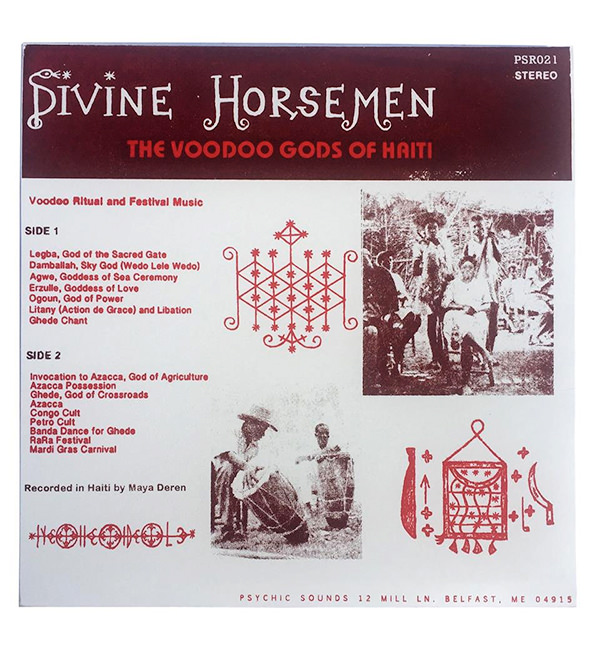 PSR021
STEREO
DIVINE HORSEMEN
THE VOODOO GODS OF HAITI
Voodoo Ritual and Festival Music
SIDE 1
Legba, God of the Sacred Gate
Damballah, Sky God (Wedo Lele Wedo)
Agwe, Goddess of Sea Ceremony
Erzulle, Goddess of Love
Ogoun, God of Power
Litany (Action de Grace) and Libation
Ghede Chant
SIDE 2
Invocation to Azacca, God of Agriculture
Azacca Possession
Ghede, God of Crossroads
Azacca
Congo Cult
Petro Cult
Banda Dance for Ghede
RaRa Festival
Mardi Gras Carnival
Recorded in Haiti by Maya Deren
PSYCHIC SOUNDS 12 MILL LN. BELFAST, ME 04915